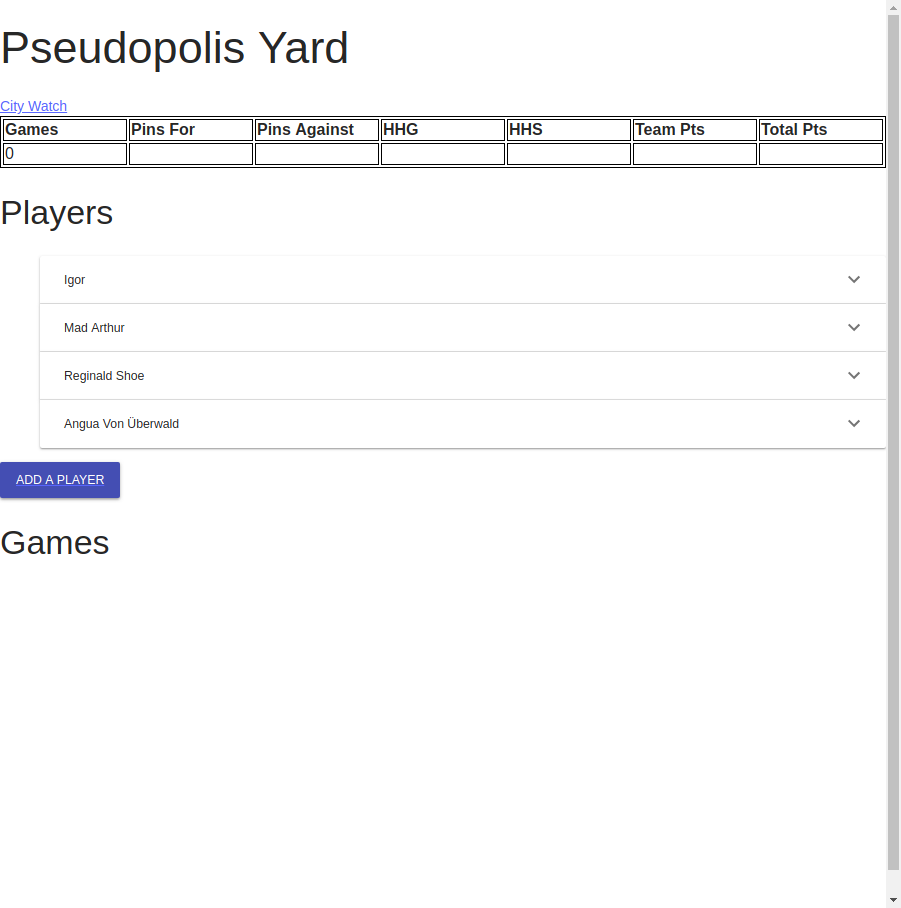 Pseudopolis Yard
City Watch
Games Pins For Pins Against HHG HHS Team Pts Total Pts
0
Players
Igor
Mad Arthur
Reginald Shoe
Angua Von Überwald
ADD A PLAYER
Games